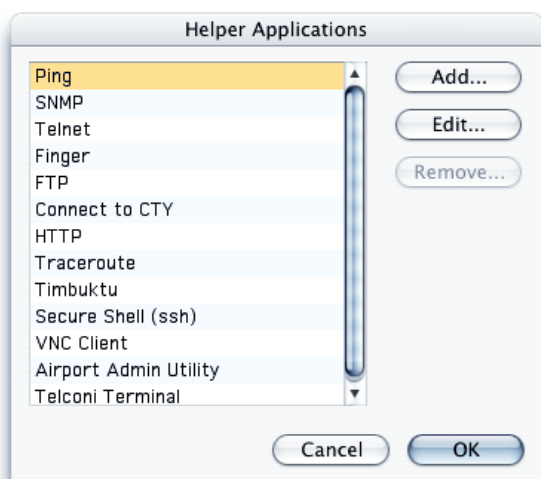 Helper Applications
Ping
SNMP
Telnet
Finger
FTP
Connect to CTY
HTTP
Traceroute
Timbuktu
Secure Shell (ssh)
VNC Client
Airport Admin Utility
Telconi Terminal
Add...
Edit...
Remove...
Cancel
OK